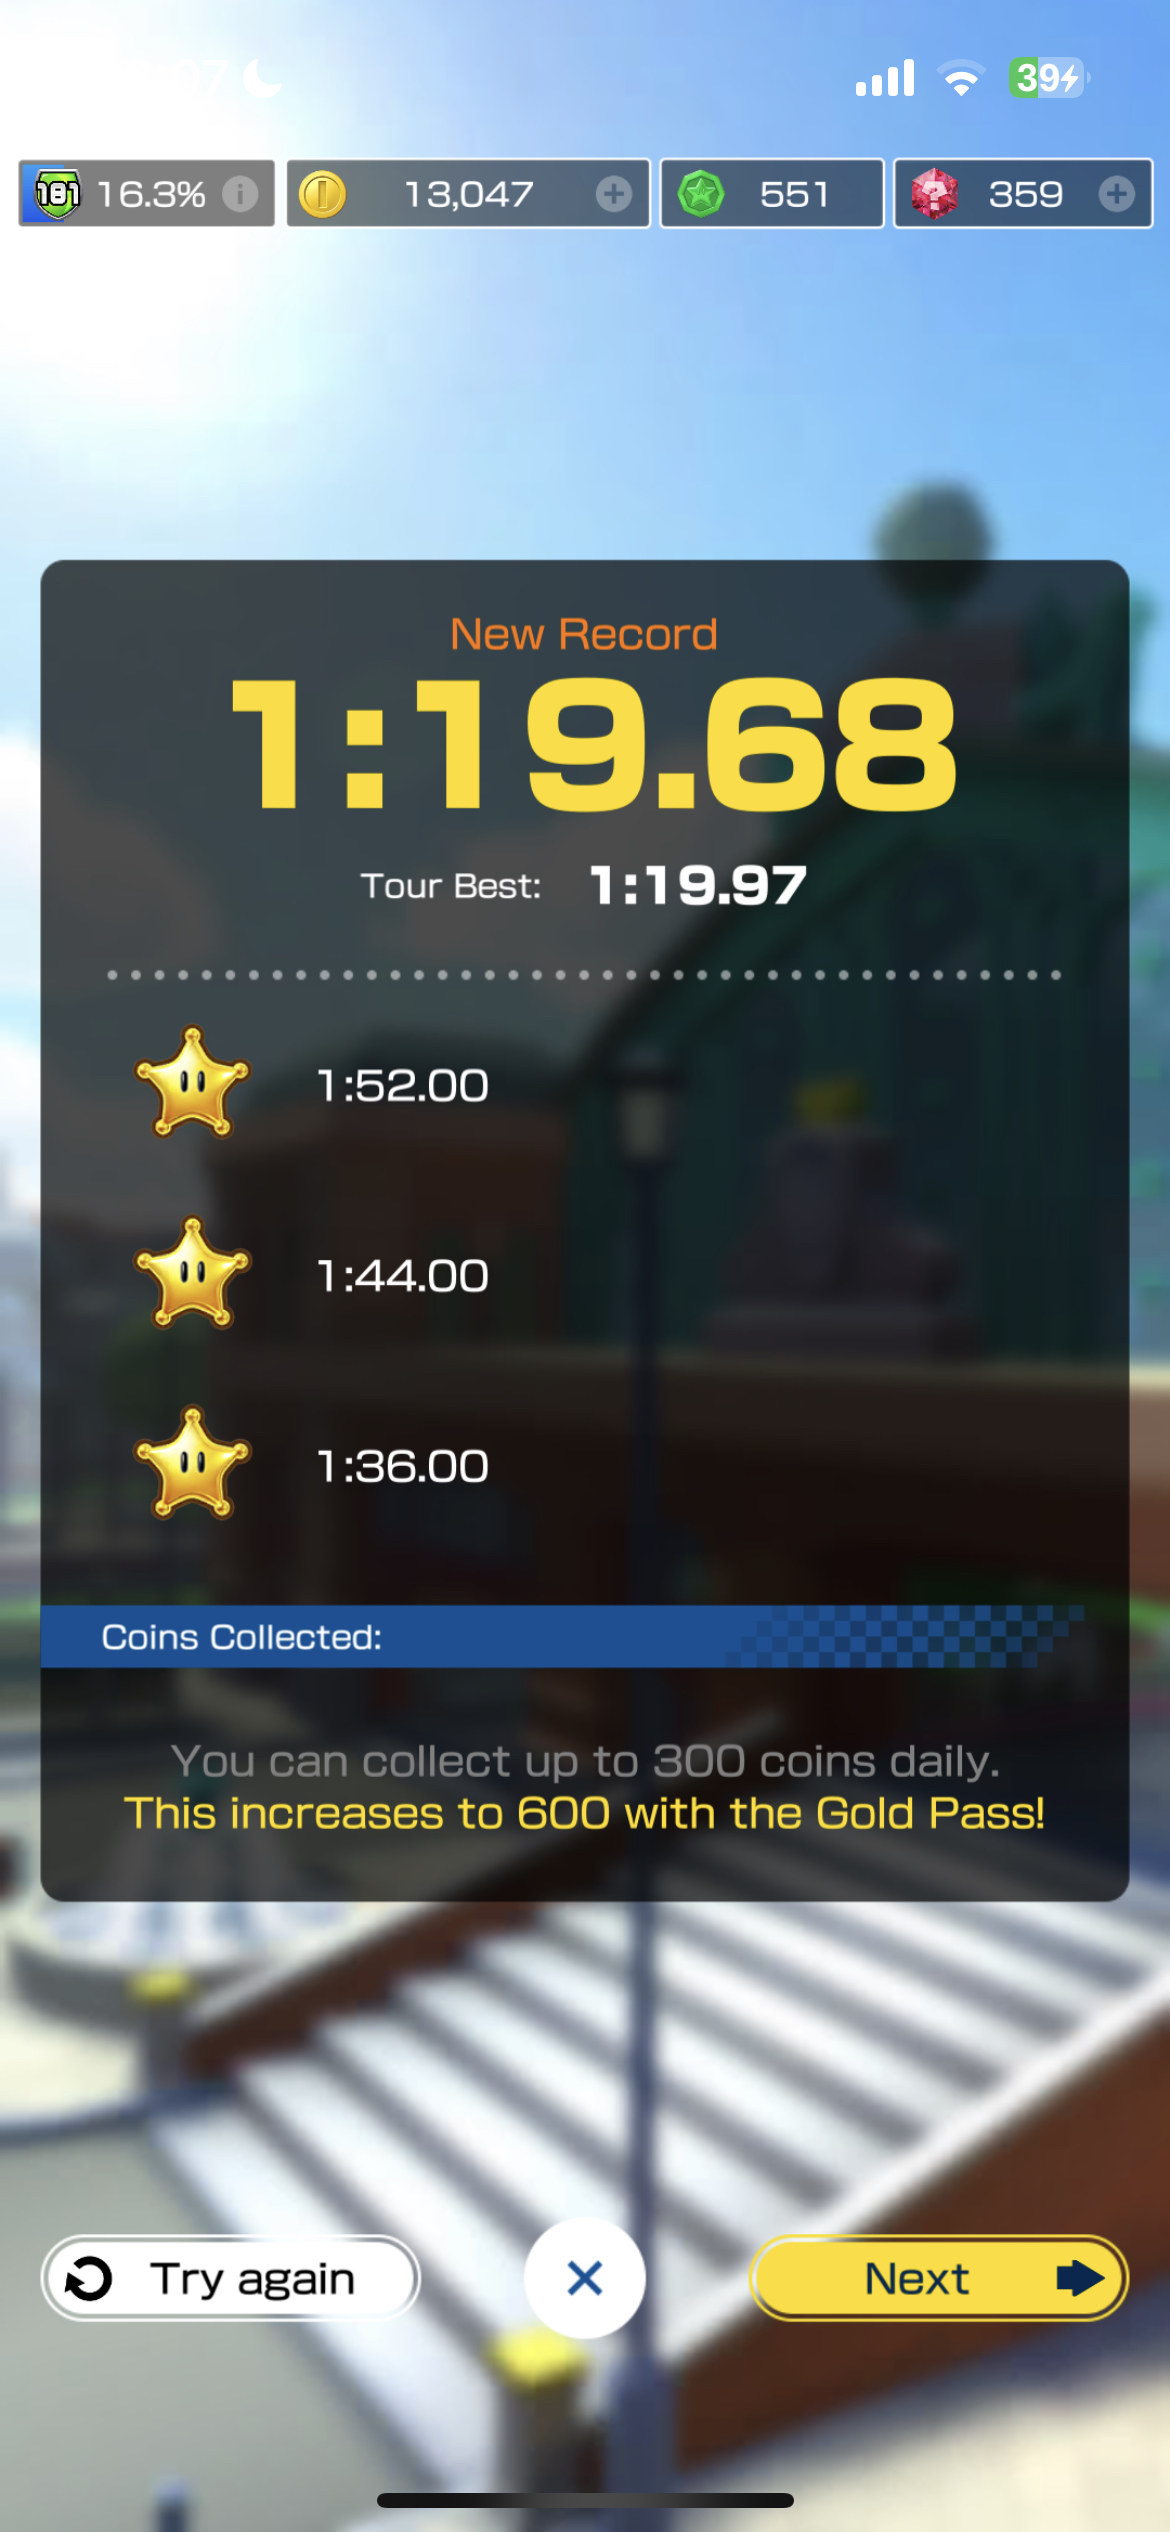 181 16.3% 13,047 551 359
39
New Record
1:19.68
Tour Best: 1:19.97
1:52.00
1:44.00
1:36.00
Coins Collected:
You can collect up to 300 coins daily.
This increases to 600 with the Gold Pass!
Try again
Next